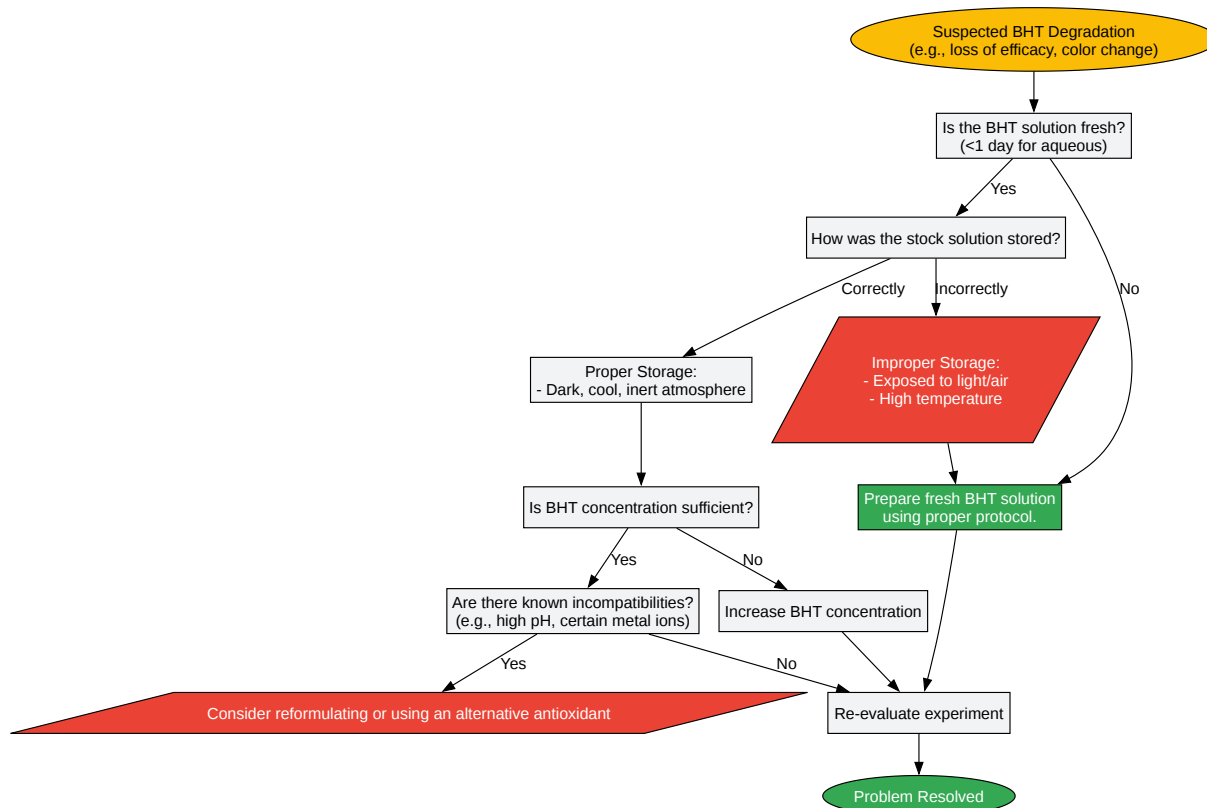 Suspected BHT Degradation
(e.g., loss of efficacy, color change)
Is the BHT solution fresh?
(<1 day for aqueous)
Yes
No
How was the stock solution stored?
Correctly
Incorrectly
Proper Storage:
- Dark, cool, inert atmosphere
Improper Storage:
- Exposed to light/air
- High temperature
Is BHT concentration sufficient?
Prepare fresh BHT solution
using proper protocol.
Yes
No
Are there known incompatibilities?
(e.g., high pH, certain metal ions)
Increase BHT concentration
Yes
No
Consider reformulating or using an alternative antioxidant
Re-evaluate experiment
Problem Resolved